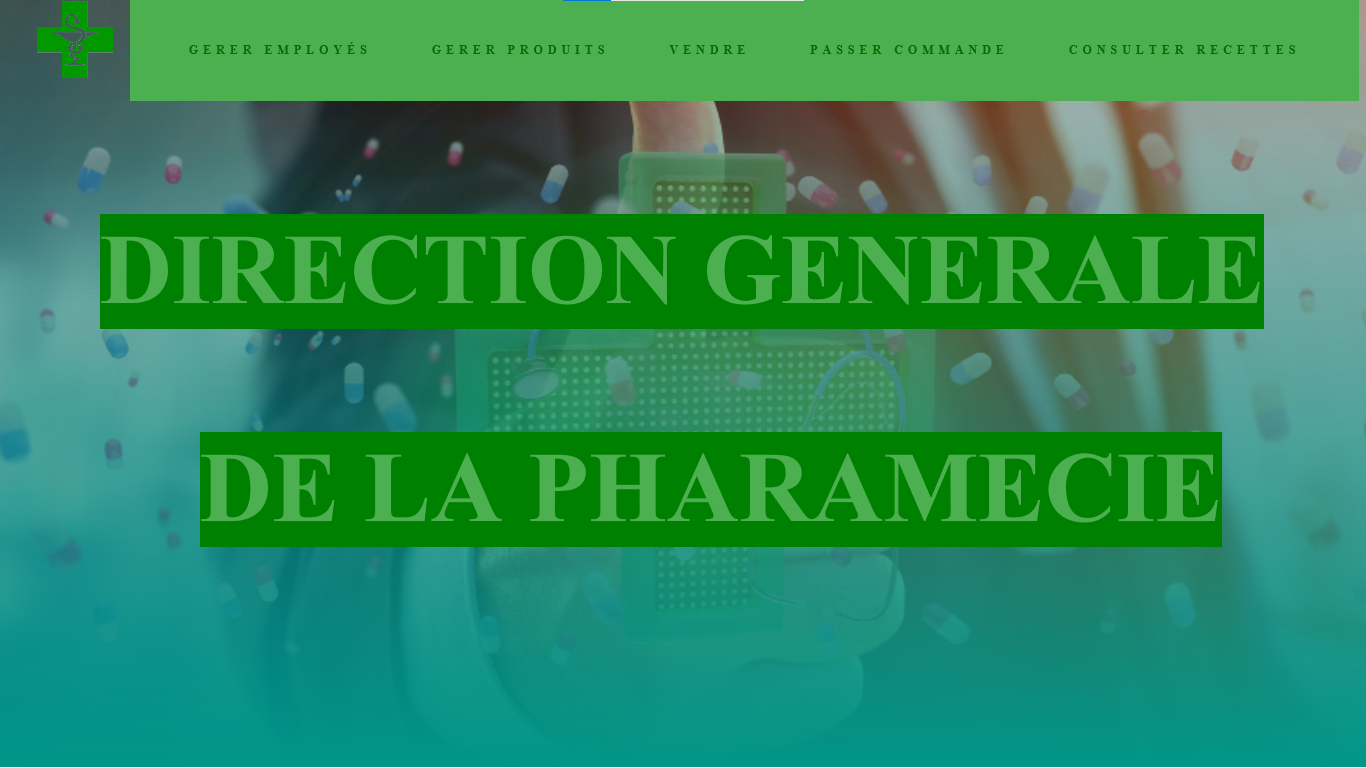 GERER EMPLOYÉS
GERER PRODUITS
VENDRE
PASSER COMMANDE
CONSULTER RECETTES
DIRECTION GENERALE
DE LA PHARAMECIE